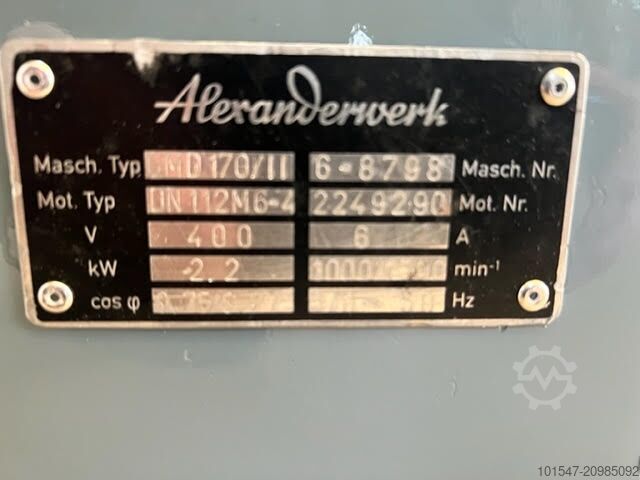 Alexanderwerk
Masch. Typ MD 170/II 6-8798 Masch. Nr.
Mot. Typ DN 112M6-4 2249290 Mot. Nr.
V 400 6 A
kW 2.2 min⁻¹
cos φ Hz
101547-20985092